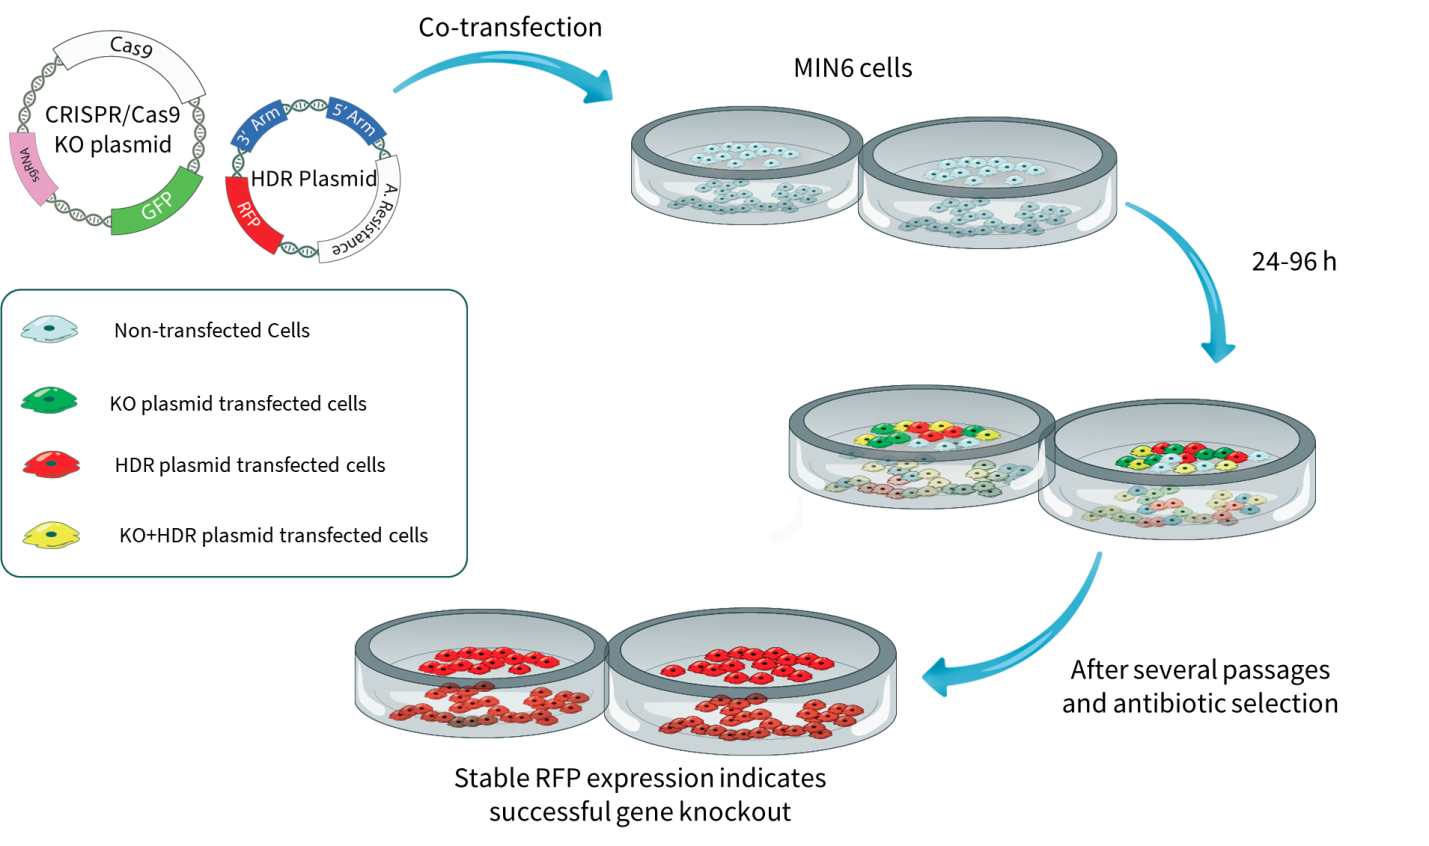 Co-transfection
Cas9
CRISPR/Cas9
KO plasmid
sgRNA
GFP
3' Arm
5' Arm
HDR Plasmid
RFP
A. Resistance
MIN6 cells
24-96 h
Non-transfected Cells
KO plasmid transfected cells
HDR plasmid transfected cells
KO+HDR plasmid transfected cells
After several passages
and antibiotic selection
Stable RFP expression indicates
successful gene knockout